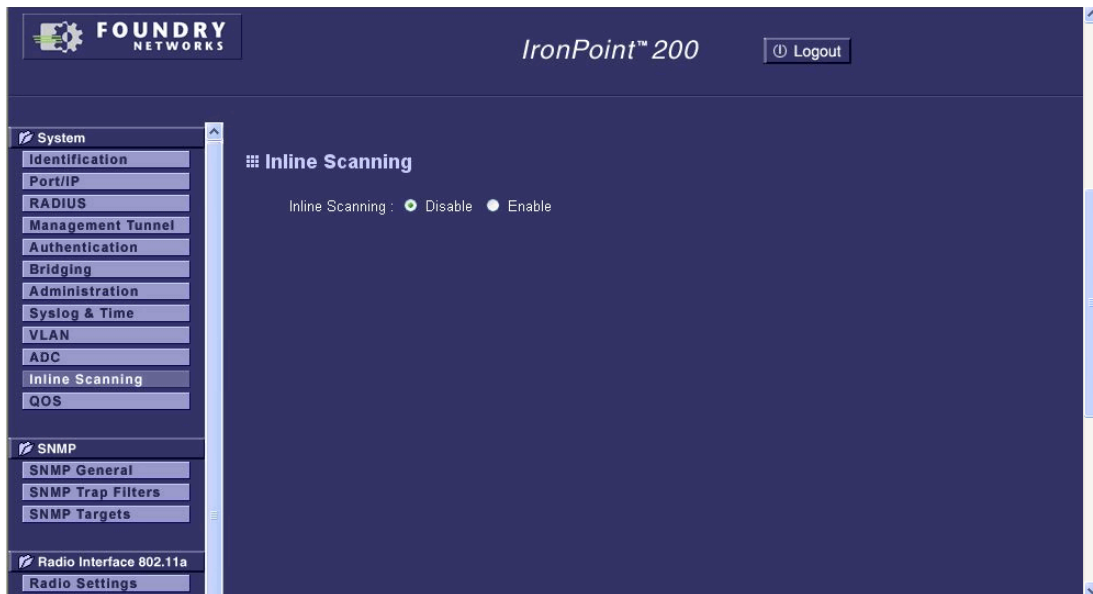 FOUNDRY
NETWORKS
IronPoint™ 200
Logout
System
Identification
Port/IP
RADIUS
Management Tunnel
Authentication
Bridging
Administration
Syslog & Time
VLAN
ADC
Inline Scanning
QOS
SNMP
SNMP General
SNMP Trap Filters
SNMP Targets
Radio Interface 802.11a
Radio Settings
Inline Scanning
Inline Scanning : Disable Enable